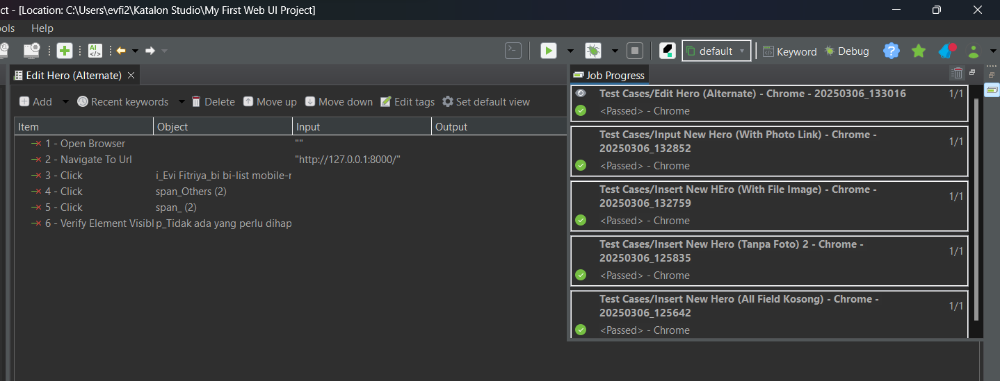 ct - [Location: C:\Users\evfi2\Katalon Studio\My First Web UI Project]
ols Help
AI </> default Keyword Debug
Edit Hero (Alternate)
Add Recent keywords Delete Move up Move down Edit tags Set default view
Item Object Input Output
1 - Open Browser ""
2 - Navigate To Url "http://127.0.0.1:8000/"
3 - Click i_Evi Fitriya_bi bi-list mobile-r
4 - Click span_Others (2)
5 - Click span_ (2)
6 - Verify Element Visibl p_Tidak ada yang perlu dihap
Job Progress
Test Cases/Edit Hero (Alternate) - Chrome - 20250306_133016 1/1
<Passed> - Chrome
Test Cases/Input New Hero (With Photo Link) - Chrome -
20250306_132852 1/1
<Passed> - Chrome
Test Cases/Insert New HEro (With File Image) - Chrome -
20250306_132759 1/1
<Passed> - Chrome
Test Cases/Insert New Hero (Tanpa Foto) 2 - Chrome -
20250306_125835 1/1
<Passed> - Chrome
Test Cases/Insert New Hero (All Field Kosong) - Chrome -
20250306_125642 1/1
<Passed> - Chrome